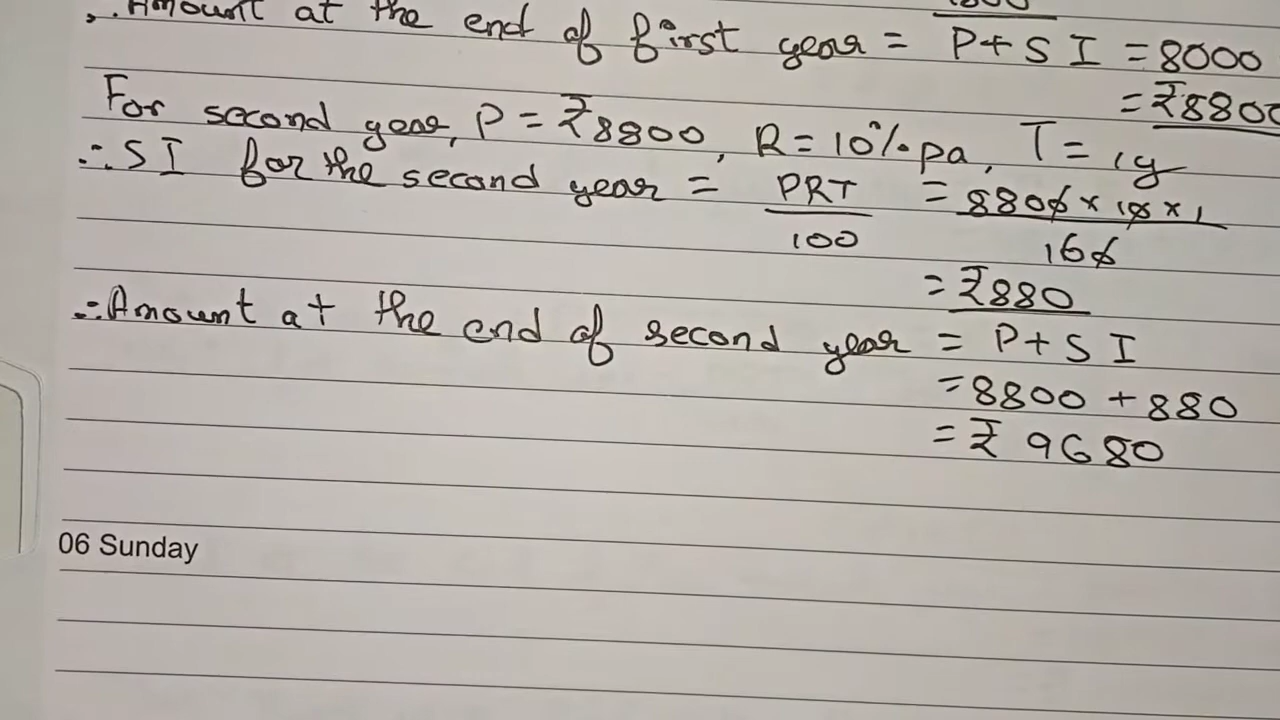 ∴ Amount at the end of first year = P + S I = 8000
= ₹8800
For second year, P = ₹8800, R = 10% pa, T = 1y
∴ S I for the second year = PRT / 100 = 8800 × 10 × 1 / 100
= ₹880
∴ Amount at the end of second year = P + S I
= 8800 + 880
= ₹ 9680
06 Sunday